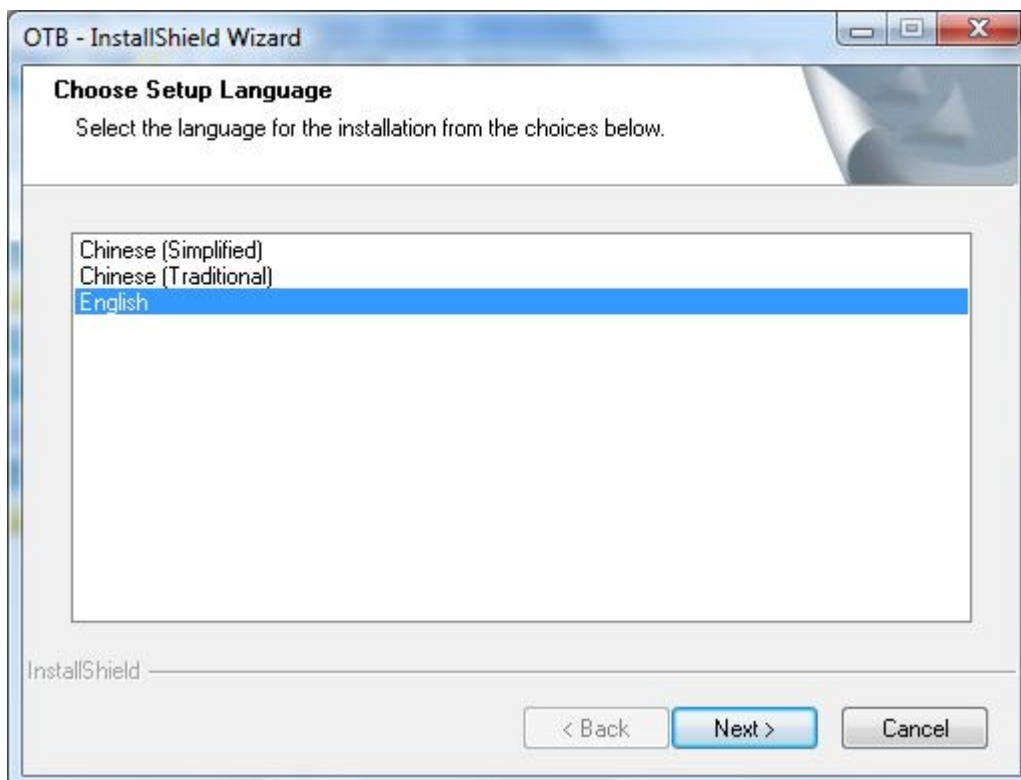 OTB - InstallShield Wizard
Choose Setup Language
Select the language for the installation from the choices below.
Chinese (Simplified)
Chinese (Traditional)
English
InstallShield
< Back
Next >
Cancel